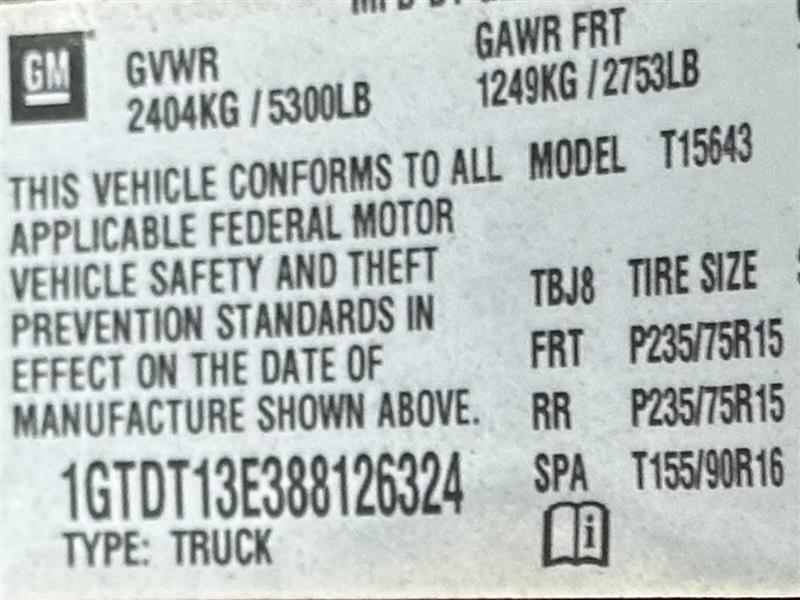 GM
GVWR
2404KG / 5300LB
GAWR FRT
1249KG / 2753LB
THIS VEHICLE CONFORMS TO ALL
APPLICABLE FEDERAL MOTOR
VEHICLE SAFETY AND THEFT
PREVENTION STANDARDS IN
EFFECT ON THE DATE OF
MANUFACTURE SHOWN ABOVE.
MODEL T15643
TBJ8 TIRE SIZE
FRT P235/75R15
RR P235/75R15
SPA T155/90R16
1GTDT13E388126324
TYPE: TRUCK
i